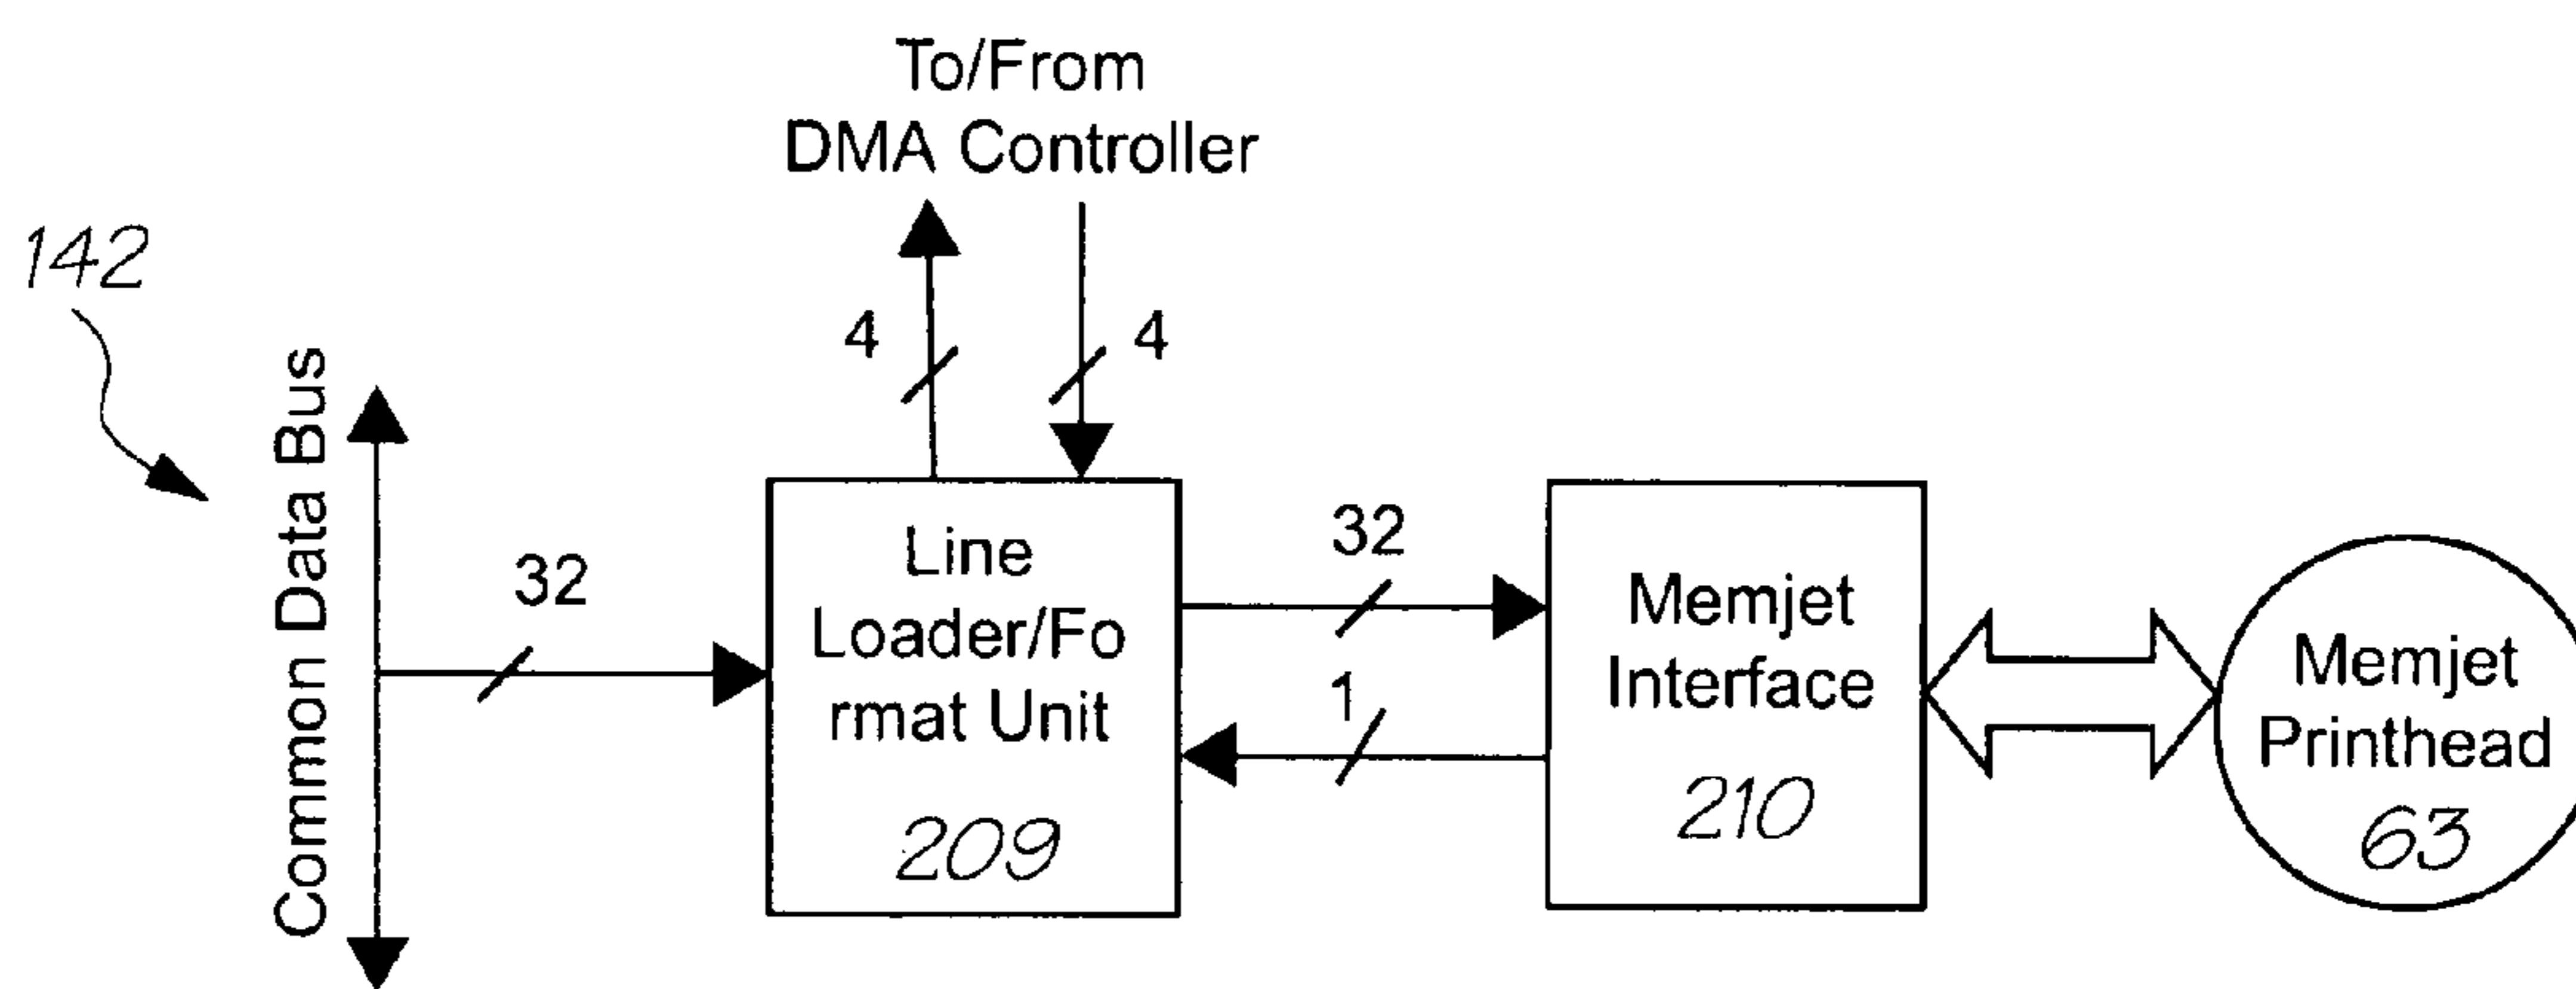 To/From
DMA Controller
142
4
4
Common Data Bus
32
Line
Loader/Fo
rmat Unit
209
32
1
Memjet
Interface
210
Memjet
Printhead
63